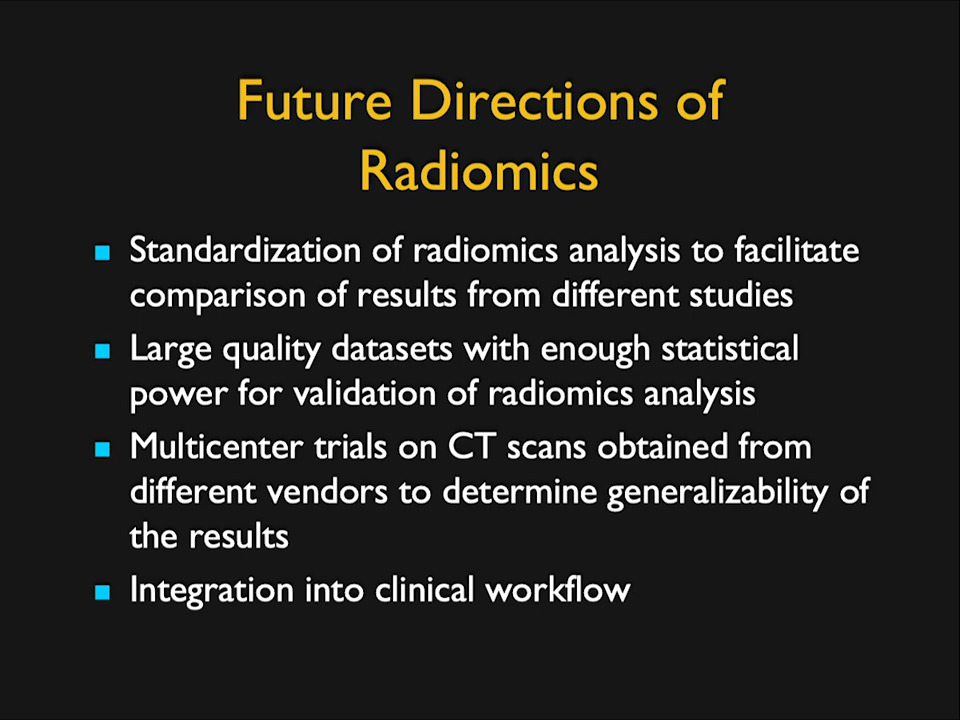 Future Directions of
Radiomics
Standardization of radiomics analysis to facilitate
comparison of results from different studies
Large quality datasets with enough statistical
power for validation of radiomics analysis
Multicenter trials on CT scans obtained from
different vendors to determine generalizability of
the results
Integration into clinical workflow